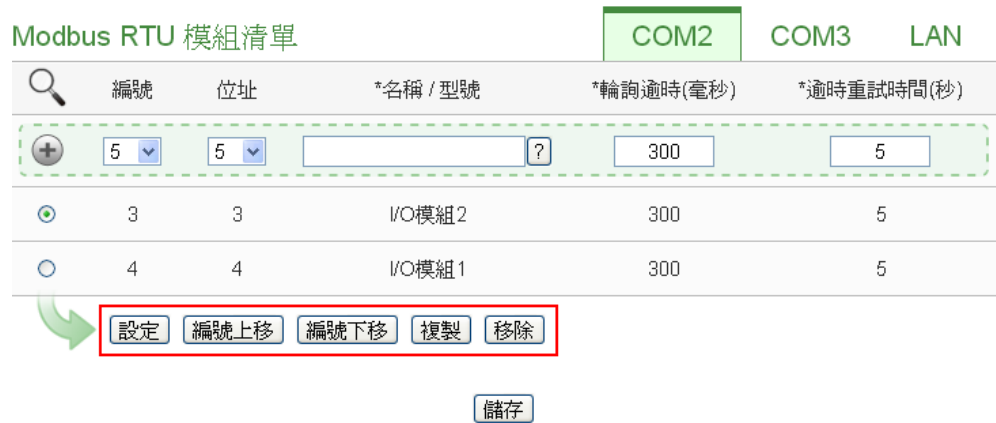 Modbus RTU 模組清單 COM2 COM3 LAN
編號 位址 *名稱 / 型號 *輪詢逾時(毫秒) *逾時重試時間(秒)
5 5 ? 300 5
3 3 I/O模組2 300 5
4 4 I/O模組1 300 5
設定 編號上移 編號下移 複製 移除
儲存